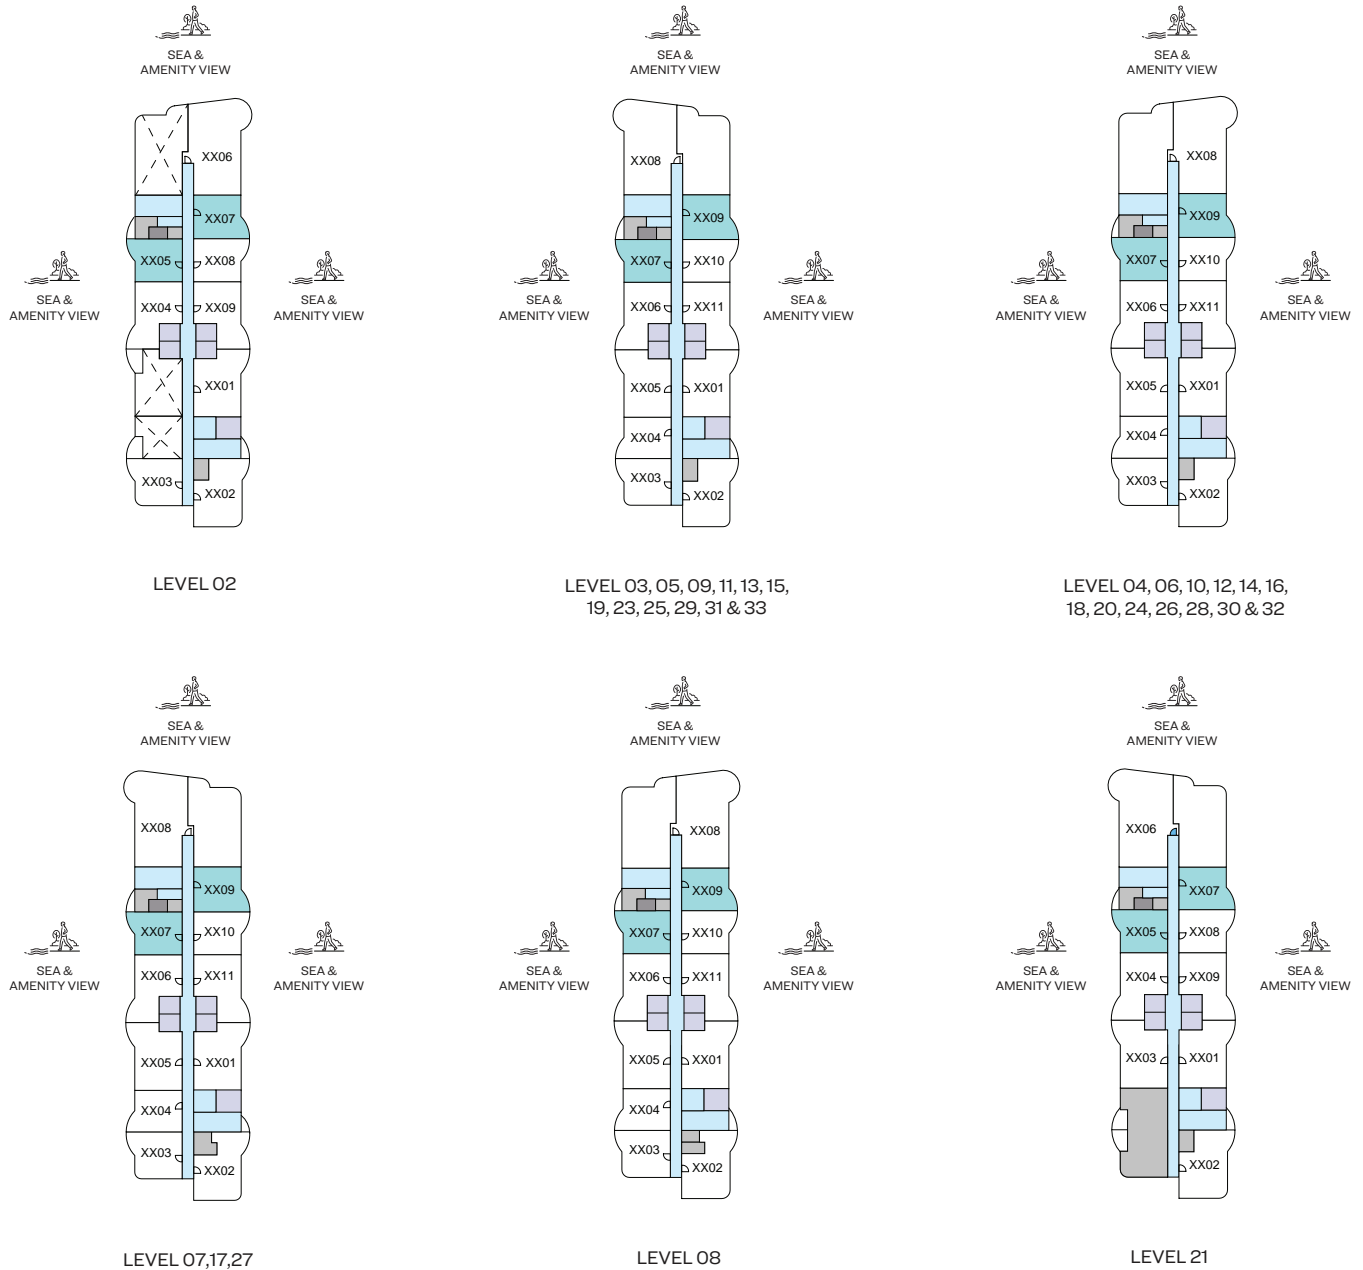 SEA &
AMENITY VIEW
XX06
XX07
XX05
XX08
SEA &
AMENITY VIEW
SEA &
AMENITY VIEW
XX04
XX09
XX01
XX03
XX02
LEVEL 02
SEA &
AMENITY VIEW
XX08
XX09
XX07
XX10
SEA &
AMENITY VIEW
SEA &
AMENITY VIEW
XX06
XX11
XX05
XX01
XX04
XX03
XX02
LEVEL 03, 05, 09, 11, 13, 15,
19, 23, 25, 29, 31 & 33
SEA &
AMENITY VIEW
XX08
XX09
XX07
XX10
SEA &
AMENITY VIEW
SEA &
AMENITY VIEW
XX06
XX11
XX05
XX01
XX04
XX03
XX02
LEVEL 04, 06, 10, 12, 14, 16,
18, 20, 24, 26, 28, 30 & 32
SEA &
AMENITY VIEW
XX08
XX09
XX07
XX10
SEA &
AMENITY VIEW
SEA &
AMENITY VIEW
XX06
XX11
XX05
XX01
XX04
XX03
XX02
LEVEL 07,17,27
SEA &
AMENITY VIEW
XX08
XX09
XX07
XX10
SEA &
AMENITY VIEW
SEA &
AMENITY VIEW
XX06
XX11
XX05
XX01
XX04
XX03
XX02
LEVEL 08
SEA &
AMENITY VIEW
XX06
XX07
XX05
XX08
SEA &
AMENITY VIEW
SEA &
AMENITY VIEW
XX04
XX09
XX03
XX01
XX02
LEVEL 21